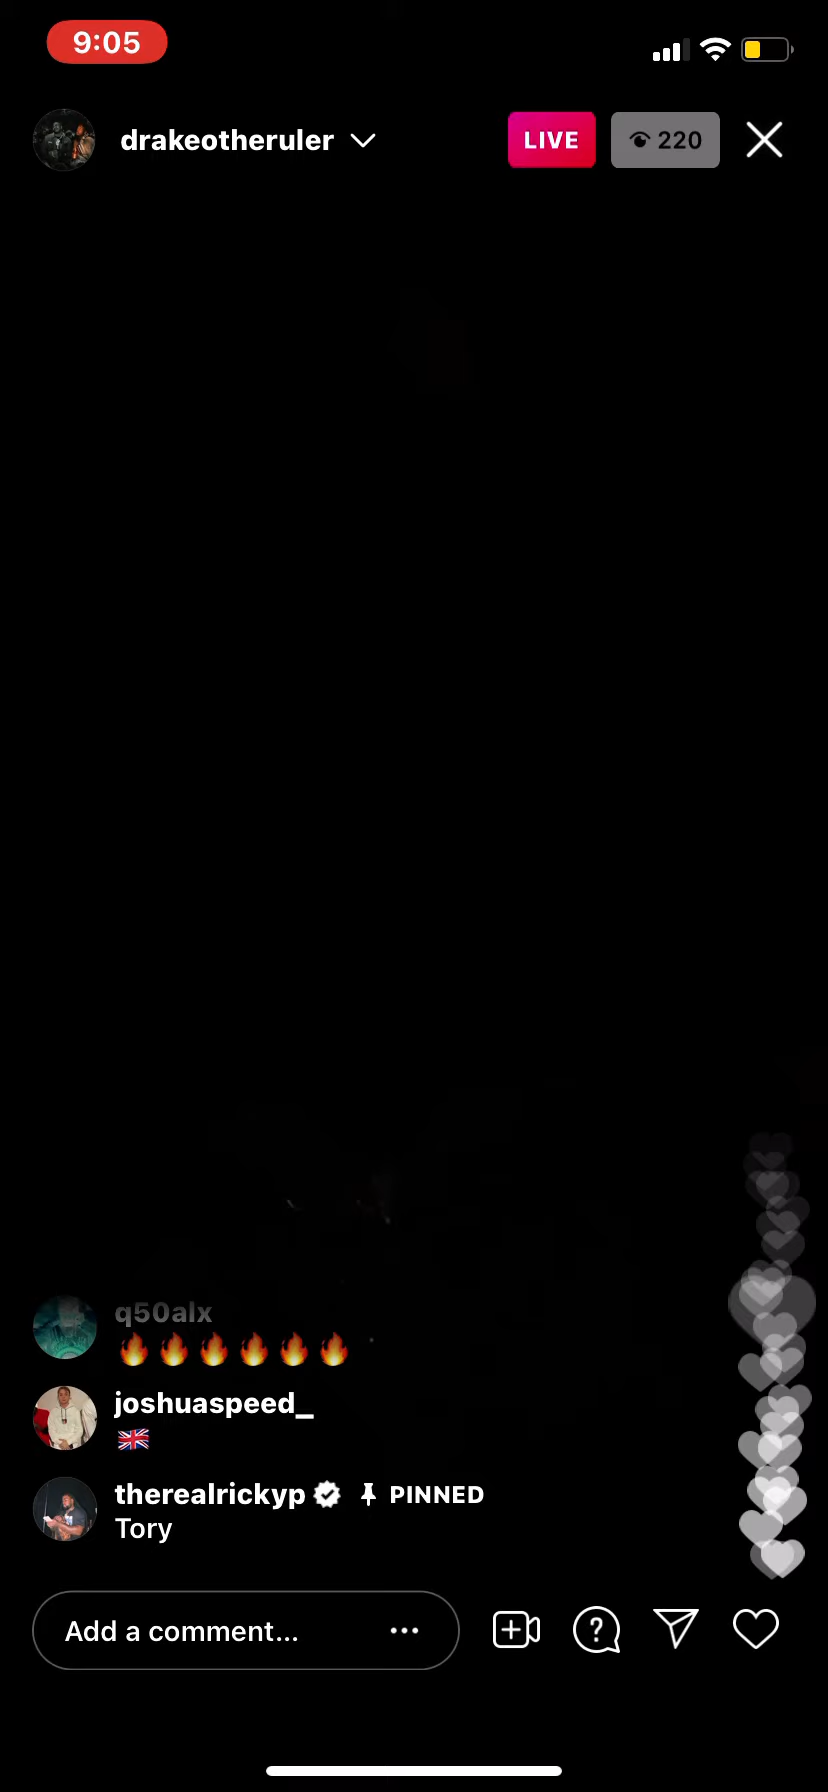 9:05
drakeotheruler
LIVE
220
q50alx
🔥🔥🔥🔥🔥🔥
joshuaspeed_
🇬🇧
therealrickyp PINNED
Tory
Add a comment...